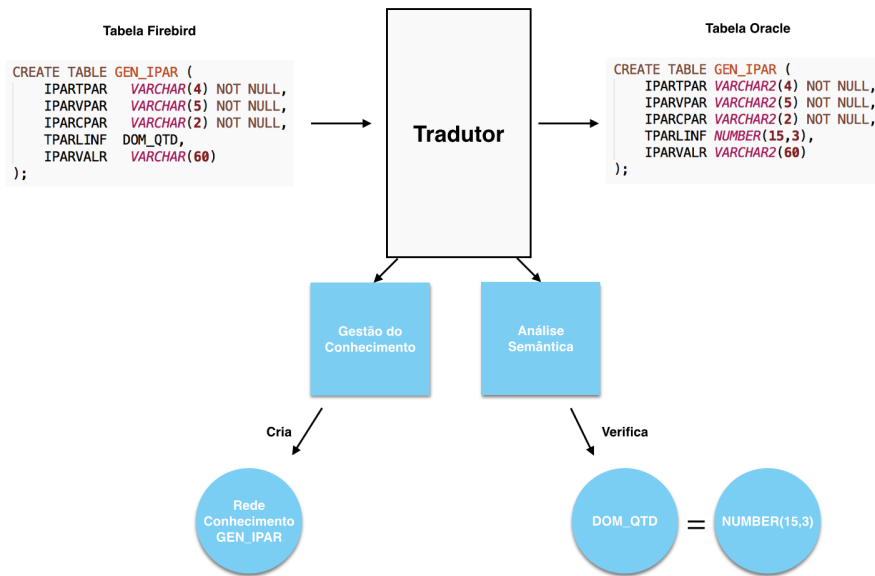 Tabela Firebird
CREATE TABLE GEN_IPAR (
IPARTPAR VARCHAR(4) NOT NULL,
IPARVPAR VARCHAR(5) NOT NULL,
IPARCPAR VARCHAR(2) NOT NULL,
TPARLINF DOM_QTD,
IPARVALR VARCHAR(60)
);
Tradutor
Tabela Oracle
CREATE TABLE GEN_IPAR (
IPARTPAR VARCHAR2(4) NOT NULL,
IPARVPAR VARCHAR2(5) NOT NULL,
IPARCPAR VARCHAR2(2) NOT NULL,
TPARLINF NUMBER(15,3),
IPARVALR VARCHAR2(60)
);
Gestão do
Conhecimento
Análise
Semântica
Cria
Verifica
Rede
Conhecimento
GEN_IPAR
DOM_QTD
=
NUMBER(15,3)